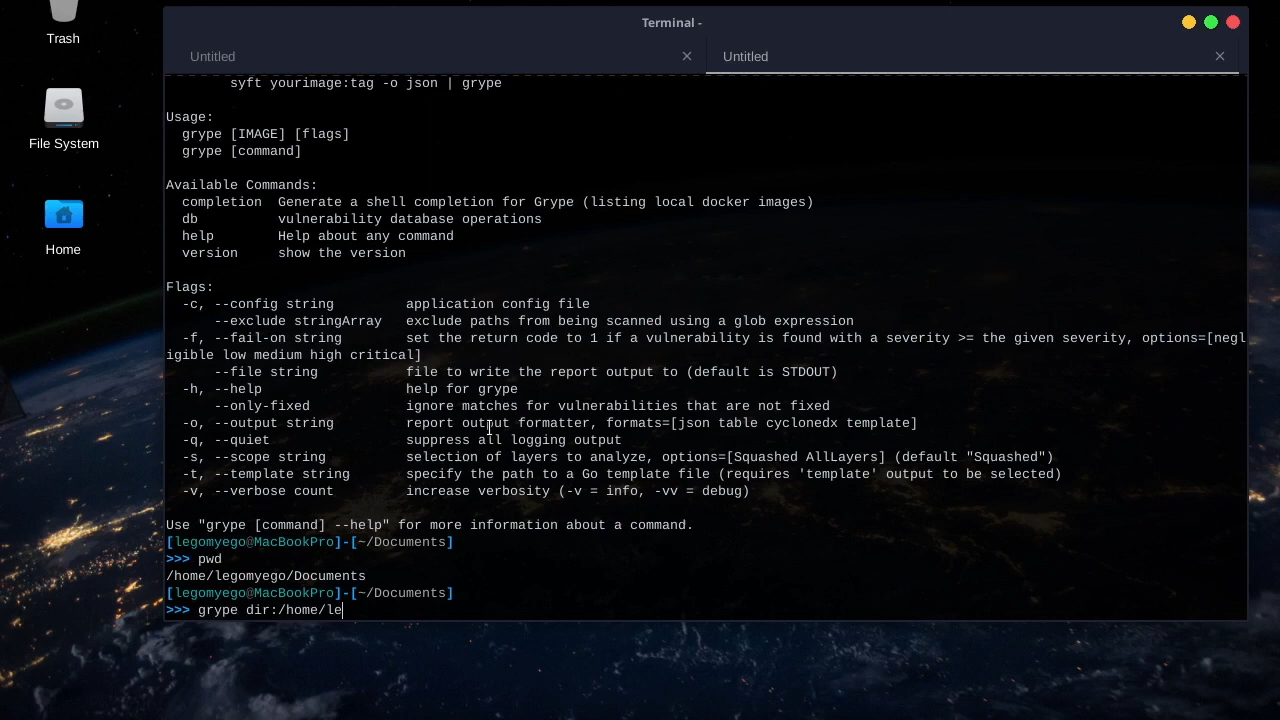 Trash
File System
Home
Terminal -
Untitled
Untitled
syft yourimage:tag -o json | grype
Usage:
grype [IMAGE] [flags]
grype [command]
Available Commands:
completion  Generate a shell completion for Grype (listing local docker images)
db          vulnerability database operations
help        Help about any command
version     show the version
Flags:
-c, --config string         application config file
--exclude stringArray   exclude paths from being scanned using a glob expression
-f, --fail-on string        set the return code to 1 if a vulnerability is found with a severity >= the given severity, options=[negl
igible low medium high critical]
--file string           file to write the report output to (default is STDOUT)
-h, --help                  help for grype
--only-fixed            ignore matches for vulnerabilities that are not fixed
-o, --output string         report output formatter, formats=[json table cyclonedx template]
-q, --quiet                 suppress all logging output
-s, --scope string          selection of layers to analyze, options=[Squashed AllLayers] (default "Squashed")
-t, --template string       specify the path to a Go template file (requires 'template' output to be selected)
-v, --verbose count         increase verbosity (-v = info, -vv = debug)
Use "grype [command] --help" for more information about a command.
[legomyego@MacBookPro]-[~/Documents]
>>> pwd
/home/legomyego/Documents
[legomyego@MacBookPro]-[~/Documents]
>>> grype dir:/home/le